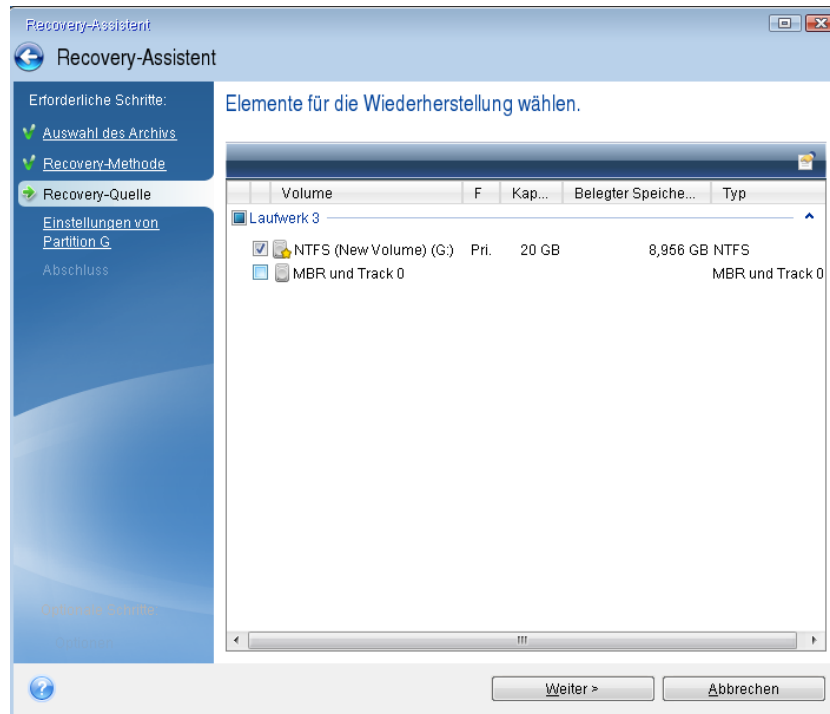 Recovery-Assistent
Recovery-Assistent
Erforderliche Schritte:
Auswahl des Archivs
Recovery-Methode
Recovery-Quelle
Einstellungen von
Partition G
Abschluss
Elemente für die Wiederherstellung wählen.
Volume F Kap... Belegter Speiche... Typ
Laufwerk 3
NTFS (New Volume) (G:) Pri. 20 GB 8,956 GB NTFS
MBR und Track 0 MBR und Track 0
Schritte:
Weiter > Abbrechen